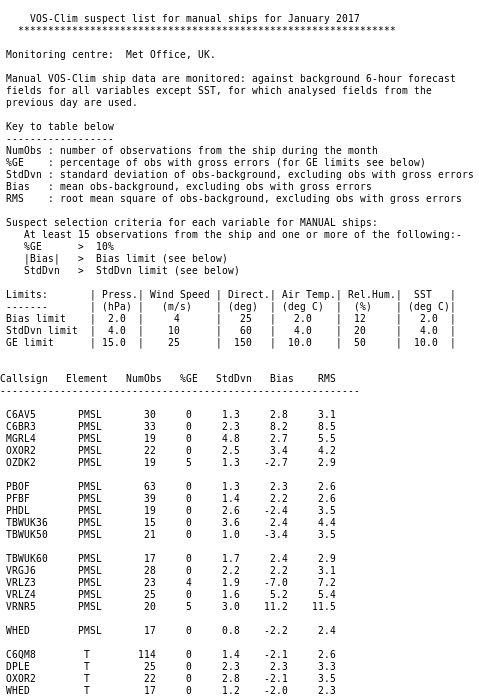 VOS-Clim suspect list for manual ships for January 2017
***************************************************************
Monitoring centre:  Met Office, UK.
Manual VOS-Clim ship data are monitored: against background 6-hour forecast
fields for all variables except SST, for which analysed fields from the
previous day are used.
Key to table below
------------------
NumObs : number of observations from the ship during the month
%GE    : percentage of obs with gross errors (for GE limits see below)
StdDvn : standard deviation of obs-background, excluding obs with gross errors
Bias   : mean obs-background, excluding obs with gross errors
RMS    : root mean square of obs-background, excluding obs with gross errors
Suspect selection criteria for each variable for MANUAL ships:
At least 15 observations from the ship and one or more of the following:-
%GE      >  10%
|Bias|   >  Bias limit (see below)
StdDvn   >  StdDvn limit (see below)
Limits:       | Press.| Wind Speed | Direct.| Air Temp.| Rel.Hum.|  SST   |
-------       | (hPa) |   (m/s)    | (deg)  | (deg C)  |  (%)    | (deg C)|
Bias limit    |  2.0  |     4      |   25   |   2.0    |  12     |   2.0  |
StdDvn limit  |  4.0  |    10      |   60   |   4.0    |  20     |   4.0  |
GE limit      | 15.0  |    25      |  150   |  10.0    |  50     |  10.0  |
Callsign   Element   NumObs   %GE   StdDvn   Bias    RMS
------------------------------------------------------------
C6AV5       PMSL       30     0     1.3     2.8     3.1
C6BR3       PMSL       33     0     2.3     8.2     8.5
MGRL4       PMSL       19     0     4.8     2.7     5.5
OXOR2       PMSL       22     0     2.5     3.4     4.2
OZDK2       PMSL       19     5     1.3    -2.7     2.9
PBOF        PMSL       63     0     1.3     2.3     2.6
PFBF        PMSL       39     0     1.4     2.2     2.6
PHDL        PMSL       19     0     2.6    -2.4     3.5
TBWUK36     PMSL       15     0     3.6     2.4     4.4
TBWUK50     PMSL       21     0     1.0    -3.4     3.5
TBWUK60     PMSL       17     0     1.7     2.4     2.9
VRGJ6       PMSL       28     0     2.2     2.2     3.1
VRLZ3       PMSL       23     4     1.9    -7.0     7.2
VRLZ4       PMSL       25     0     1.6     5.2     5.4
VRNR5       PMSL       20     5     3.0    11.2    11.5
WHED        PMSL       17     0     0.8    -2.2     2.4
C6QM8        T        114     0     1.4    -2.1     2.6
DPLE         T         25     0     2.3     2.3     3.3
OXOR2        T         22     0     2.8    -2.1     3.5
WHED         T         17     0     1.2    -2.0     2.3